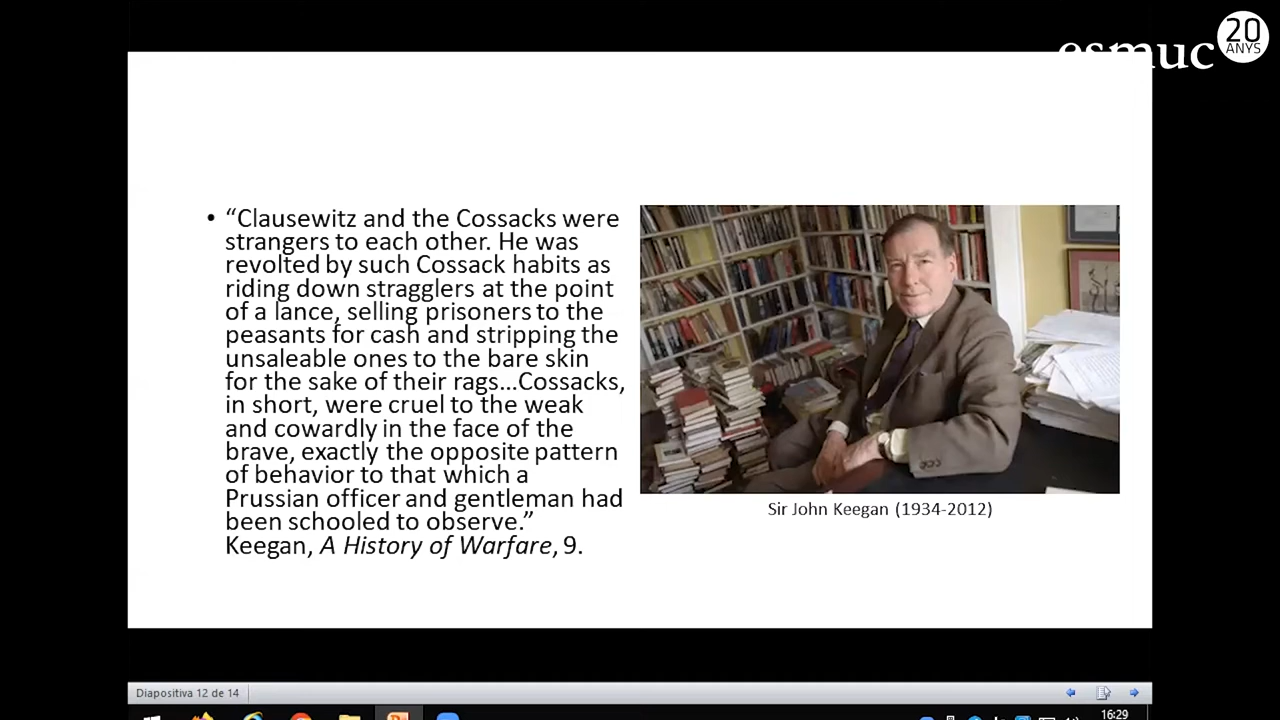 20
ANYS
esmuc
• “Clausewitz and the Cossacks were
strangers to each other. He was
revolted by such Cossack habits as
riding down stragglers at the point
of a lance, selling prisoners to the
peasants for cash and stripping the
unsaleable ones to the bare skin
for the sake of their rags…Cossacks,
in short, were cruel to the weak
and cowardly in the face of the
brave, exactly the opposite pattern
of behavior to that which a
Prussian officer and gentleman had
been schooled to observe.”
Keegan, A History of Warfare, 9.
Sir John Keegan (1934-2012)
Diapositiva 12 de 14
16:29